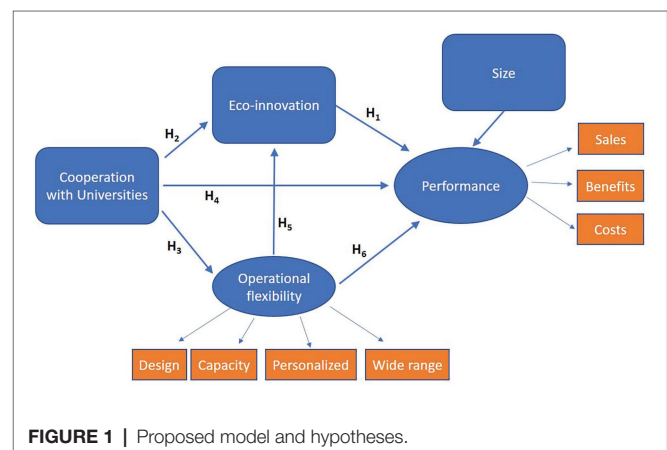 Size
Eco-innovation
H₁
H₂
Sales
Cooperation
with Universities
Performance
Benefits
H₄
Costs
H₃
H₅
H₆
Operational
flexibility
Design
Capacity
Personalized
Wide range
FIGURE 1 | Proposed model and hypotheses.